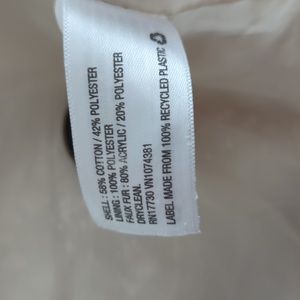 SHELL : 58% COTTON / 42% POLYESTER
LINING : 100% POLYESTER
FAUX FUR : 80% ACRYLIC / 20% POLYESTER
DRYCLEAN.
RN17730 VN1074381
LABEL MADE FROM 100% RECYCLED PLASTIC